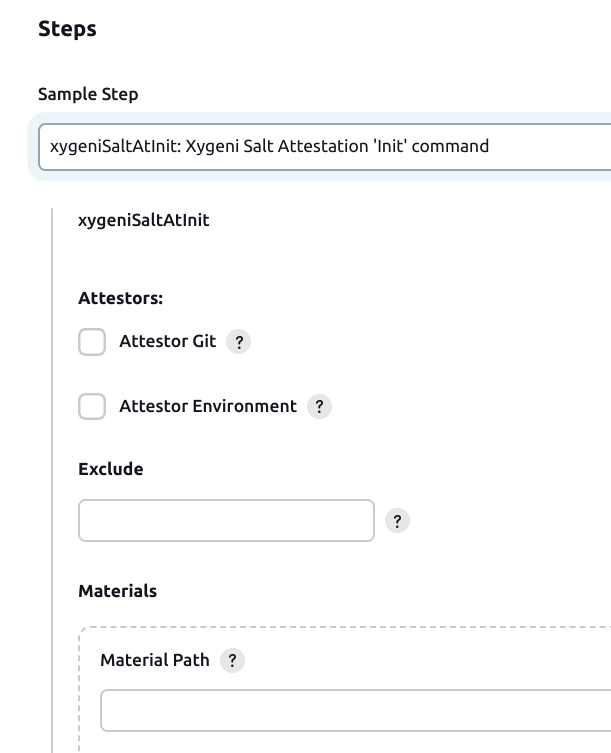 Steps
Sample Step
xygeniSaltAtInit: Xygeni Salt Attestation 'Init' command
xygeniSaltAtInit
Attestors:
Attestor Git ?
Attestor Environment ?
Exclude
?
Materials
Material Path ?